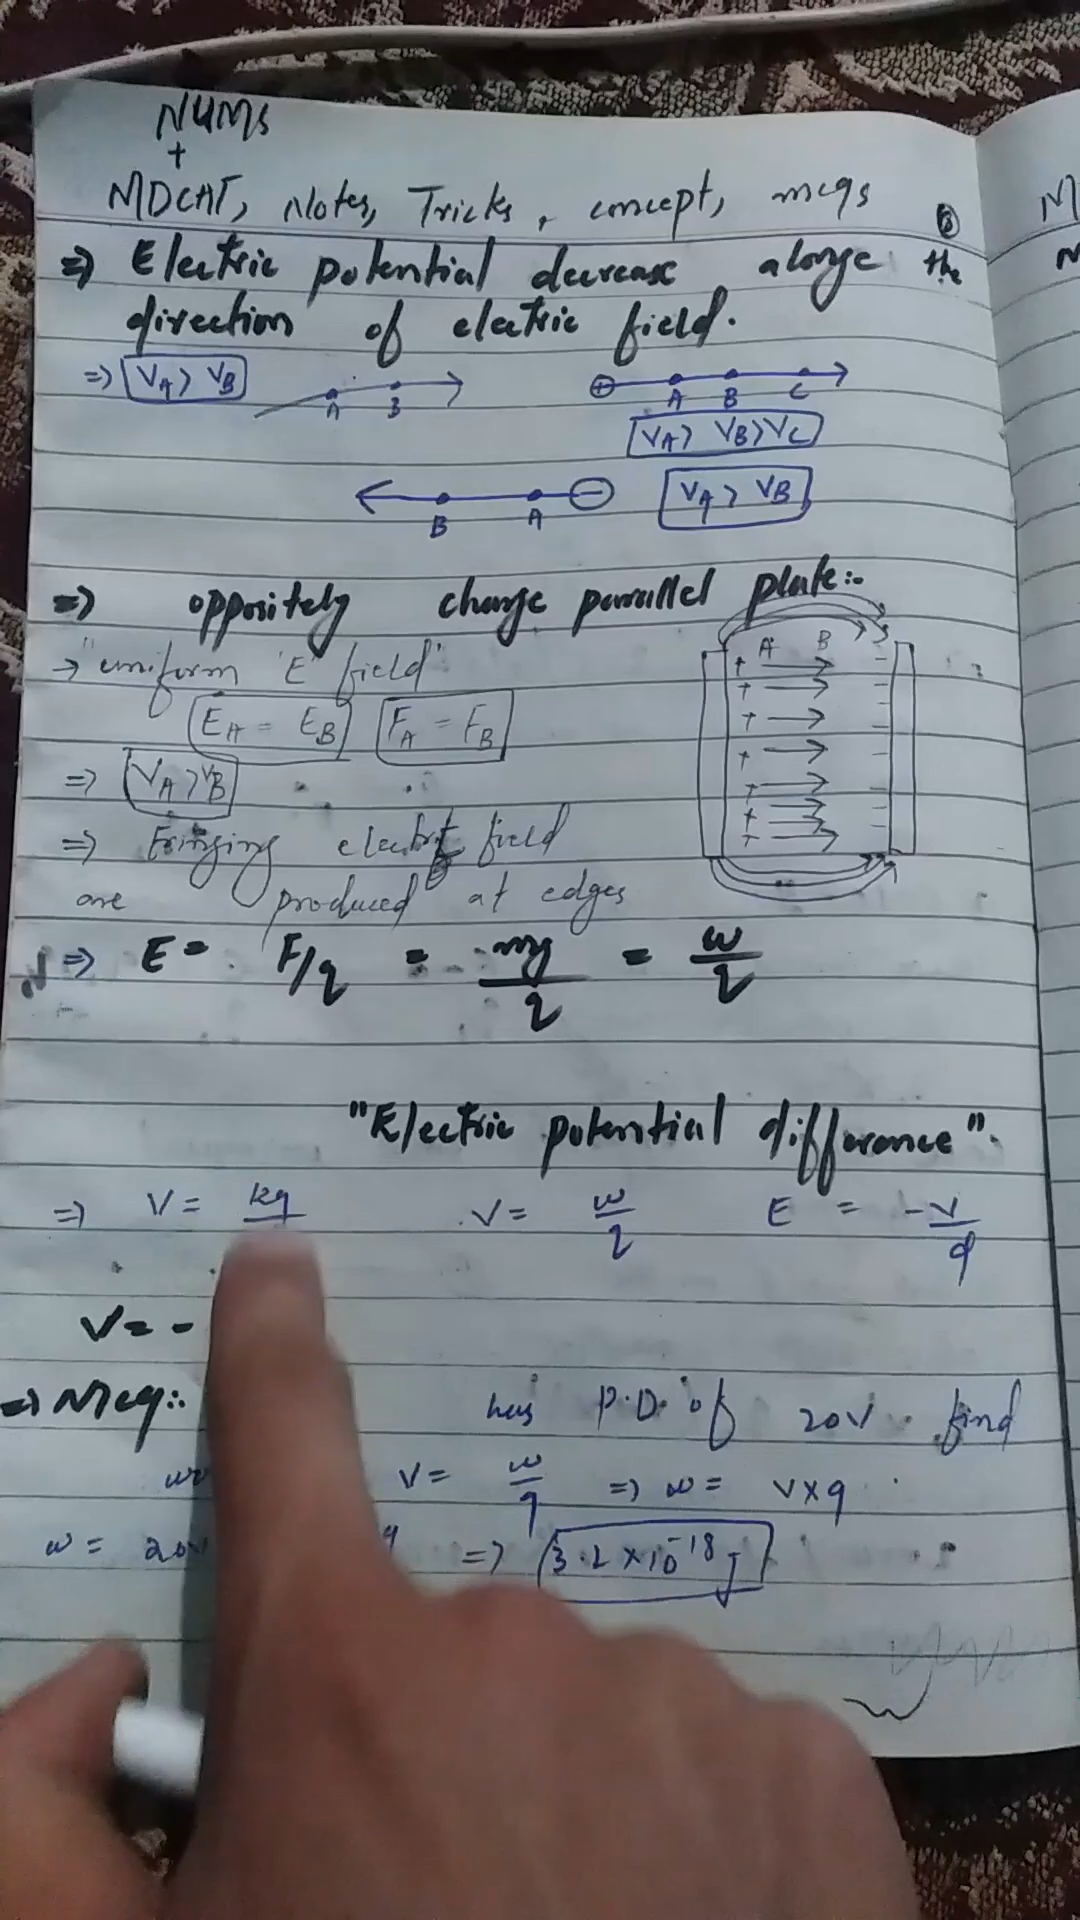 NUMS
+
MDCAT, Notes, Tricks, concept, mcqs
⇒ Electric potential decrease alonge the
direction of electric field.
⇒ VA > VB
A B
+ A B C
VA > VB > VC
B A −
VA > VB
⇒ oppositely charge parallel plate:-
→ "uniform 'E' field"
EA = EB FA = FB
⇒ VA > VB
A B
⇒ Fringing electric field
are produced at edges
⇒ E = F/q = mg/q = w/q
"Electric potential difference".
⇒ V = kq V = w/q E = -V/d
V = -
⇒ Mcq:- has P.D. of 20V. find
V = w/q ⇒ w = V×q
w = 20V ⇒ 3.2 × 10^-18 J